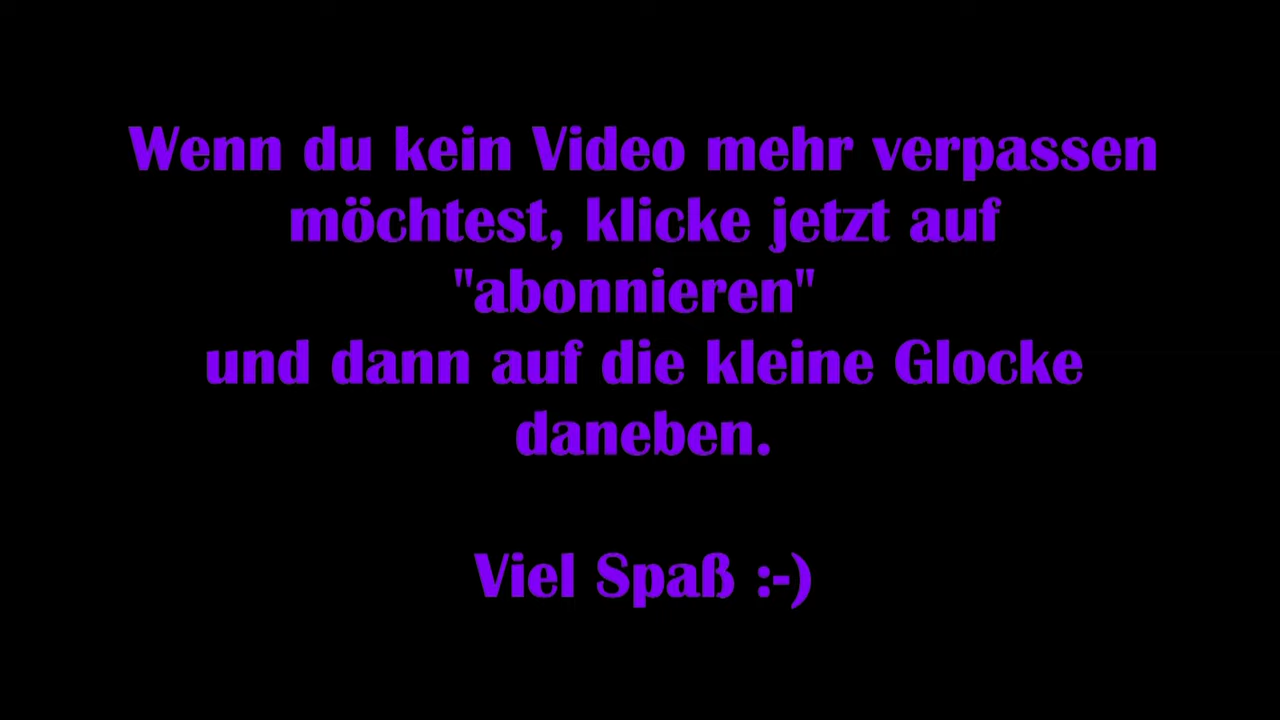 Wenn du kein Video mehr verpassen
möchtest, klicke jetzt auf
"abonnieren"
und dann auf die kleine Glocke
daneben.
Viel Spaß :-)